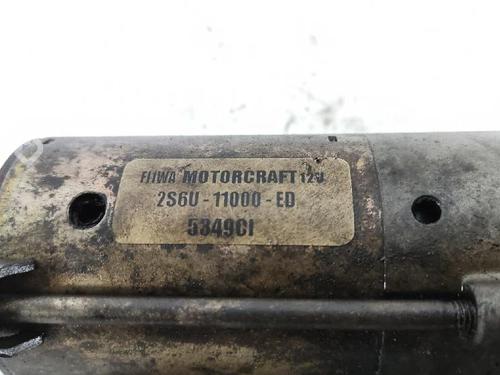 FIIWA MOTORCRAFT 12V
2S6U - 11000 - ED
5349CI